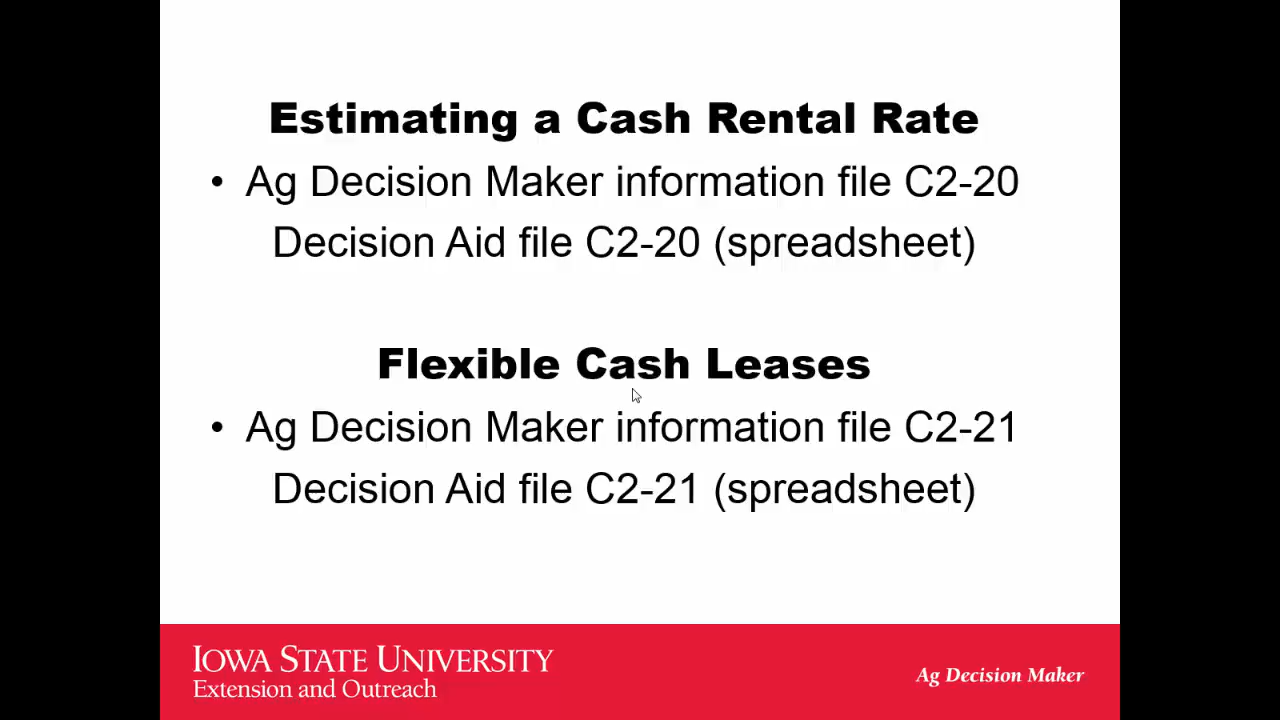 Estimating a Cash Rental Rate
• Ag Decision Maker information file C2-20
Decision Aid file C2-20 (spreadsheet)
Flexible Cash Leases
• Ag Decision Maker information file C2-21
Decision Aid file C2-21 (spreadsheet)
IOWA STATE UNIVERSITY
Extension and Outreach
Ag Decision Maker